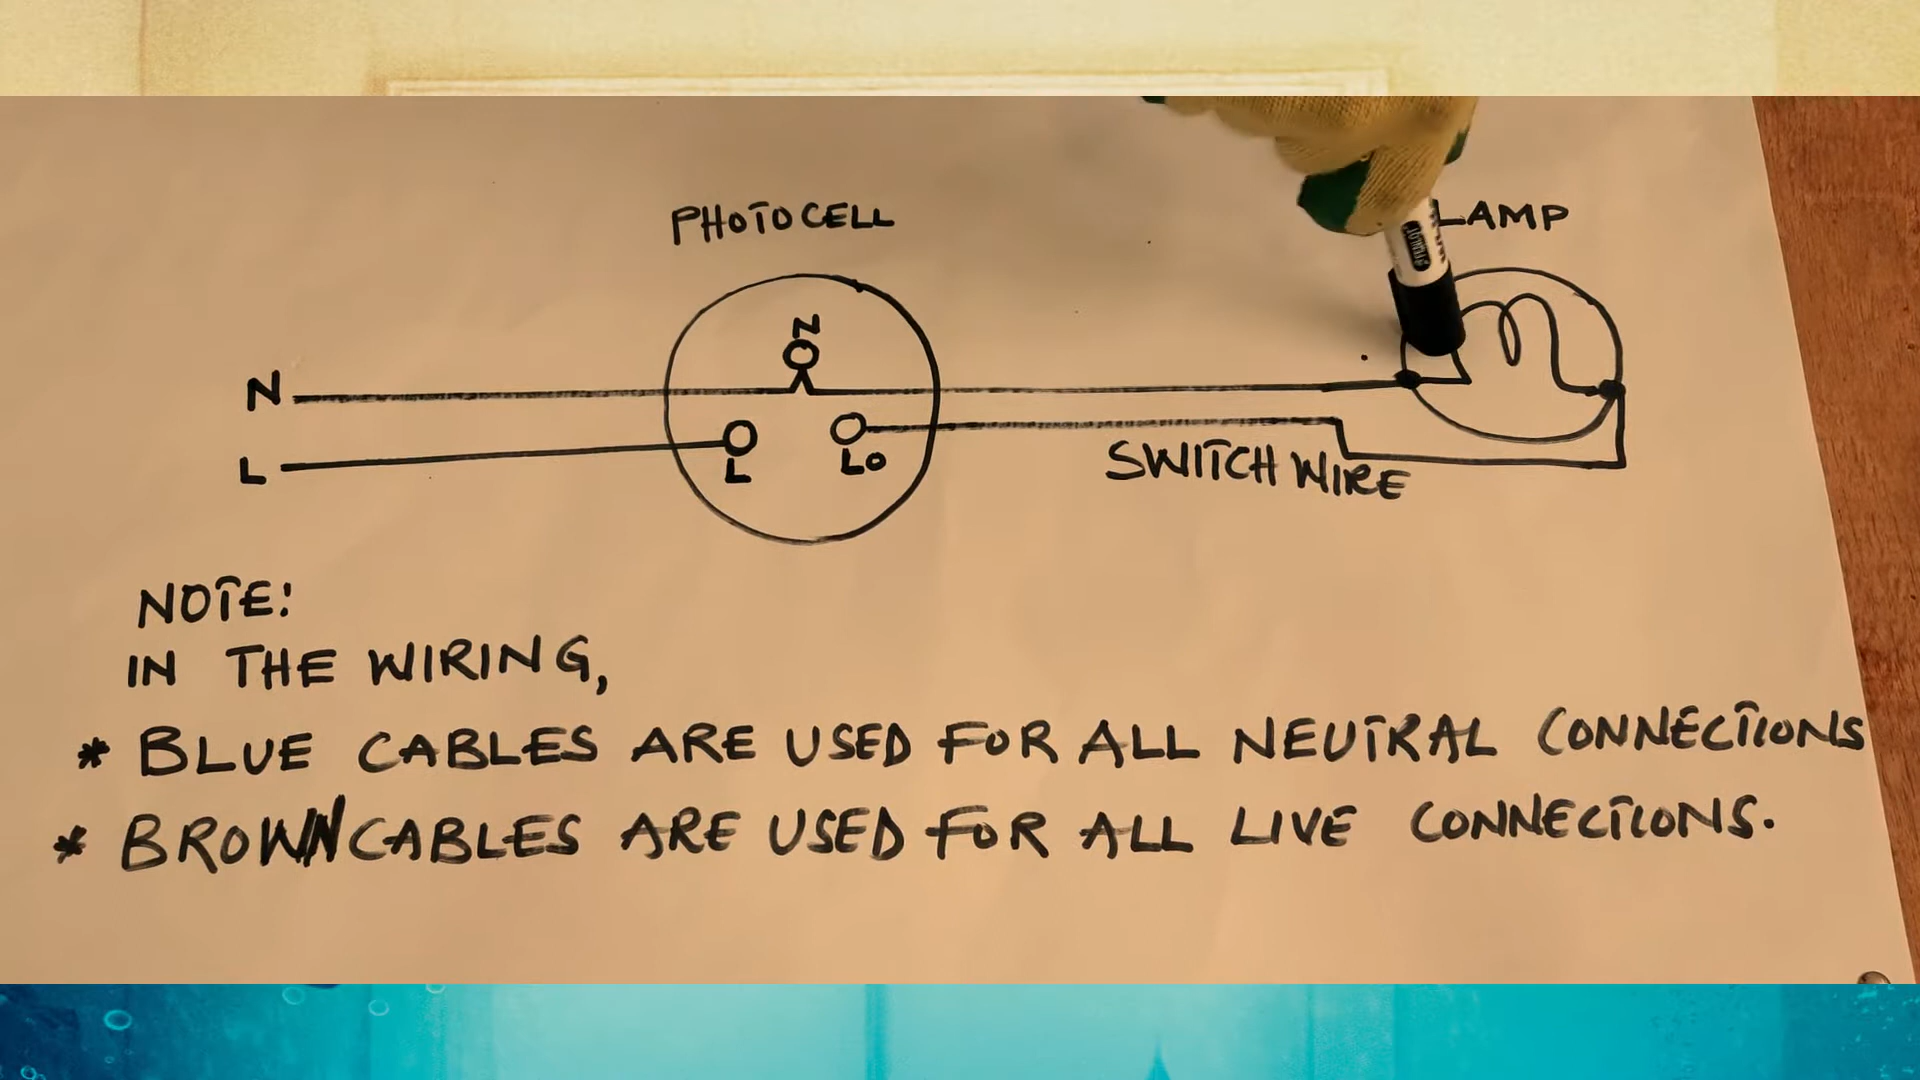 PHOTOCELL
LAMP
N
N
L
L
Lo
SWITCH WIRE
NOTE:
IN THE WIRING,
* BLUE CABLES ARE USED FOR ALL NEUTRAL CONNECTIONS
* BROWN CABLES ARE USED FOR ALL LIVE CONNECTIONS.